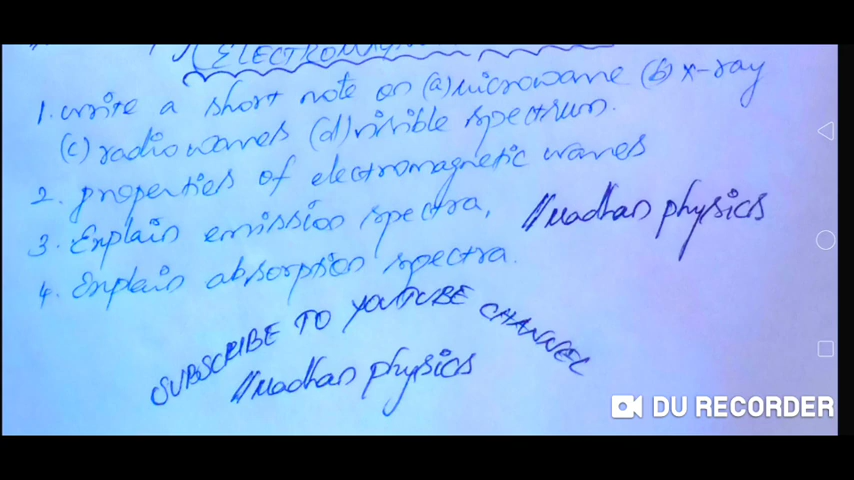 1. write a short note on (a) microwave (b) x-ray
(c) radio waves (d) visible spectrum.
2. properties of electromagnetic waves
3. Explain emission spectra.
4. Explain absorption spectra.
Madhan physics
SUBSCRIBE TO YOUTUBE CHANNEL
Madhan physics
DU RECORDER